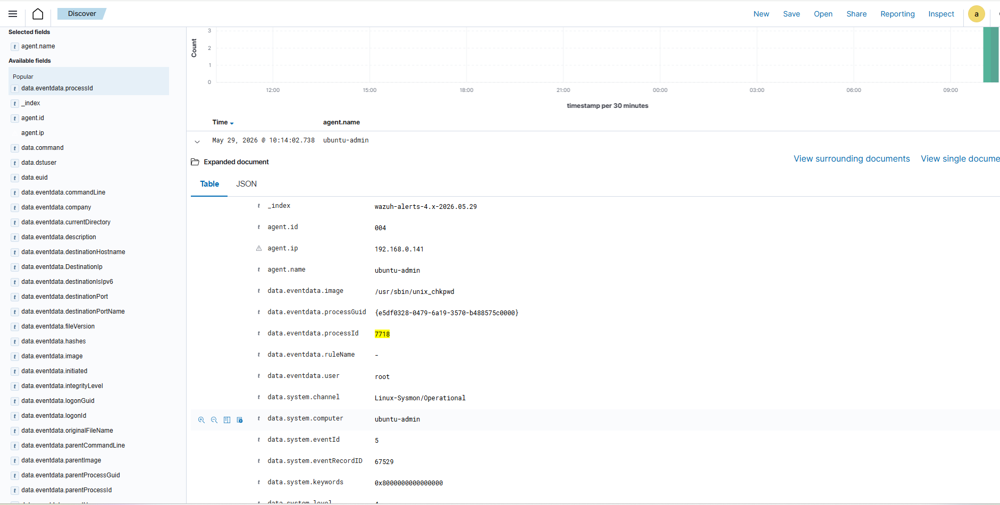 Discover
New Save Open Share Reporting Inspect a
Selected fields
t agent.name
Available fields
Popular
t data.eventdata.processId
t _index
t agent.id
agent.ip
t data.command
t data.dstuser
t data.euid
t data.eventdata.commandLine
t data.eventdata.company
t data.eventdata.currentDirectory
t data.eventdata.description
t data.eventdata.destinationHostname
t data.eventdata.DestinationIp
t data.eventdata.destinationIsIpv6
t data.eventdata.destinationPort
t data.eventdata.destinationPortName
t data.eventdata.fileVersion
t data.eventdata.hashes
t data.eventdata.image
t data.eventdata.initiated
t data.eventdata.integrityLevel
t data.eventdata.logonGuid
t data.eventdata.logonId
t data.eventdata.originalFileName
t data.eventdata.parentCommandLine
t data.eventdata.parentImage
t data.eventdata.parentProcessGuid
t data.eventdata.parentProcessId
Count
3
2
1
0
12:00 15:00 18:00 21:00 00:00 03:00 06:00 09:00
timestamp per 30 minutes
Time agent.name
May 29, 2026 @ 10:14:02.738 ubuntu-admin
Expanded document
View surrounding documents View single docume
Table JSON
t _index wazuh-alerts-4.x-2026.05.29
t agent.id 004
agent.ip 192.168.0.141
t agent.name ubuntu-admin
t data.eventdata.image /usr/sbin/unix_chkpwd
t data.eventdata.processGuid {e5df0328-0479-6a19-3570-b488575c0000}
t data.eventdata.processId 7718
t data.eventdata.ruleName -
t data.eventdata.user root
t data.system.channel Linux-Sysmon/Operational
t data.system.computer ubuntu-admin
t data.system.eventId 5
t data.system.eventRecordID 67529
t data.system.keywords 0x8000000000000000
t data.system.level 4